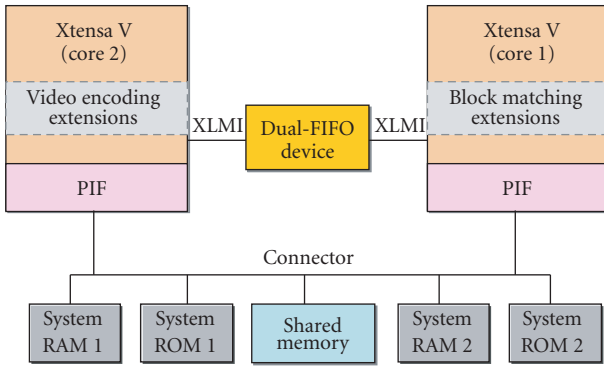 Xtensa V
(core 2)
Video encoding
extensions
PIF
XLMI
Dual-FIFO
device
XLMI
Xtensa V
(core 1)
Block matching
extensions
PIF
Connector
System
RAM 1
System
ROM 1
Shared
memory
System
RAM 2
System
ROM 2